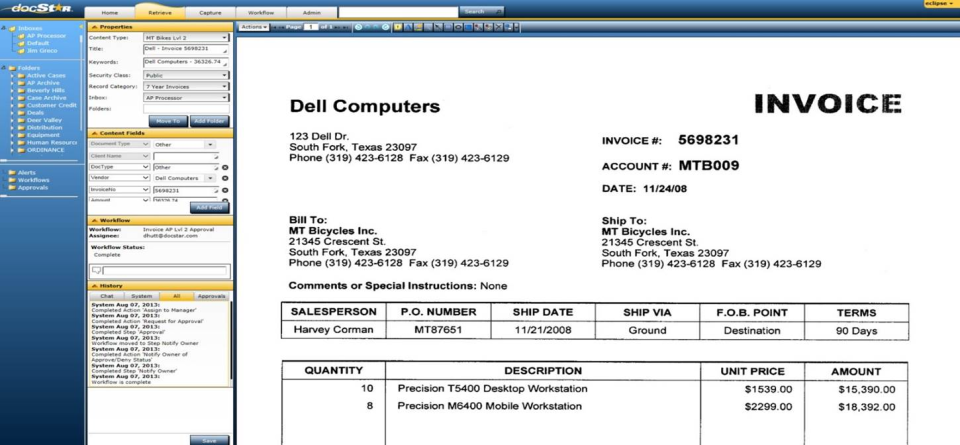 docStar
Home Retrieve Capture Workflow Admin Search eclipse
Inboxes
AP Processor
Default
Jim Graco
Folders
Active Cases
AP Archive
Beverly Hills
Case Archive
Customer Credit
Deals
Deer Valley
Distribution
Equipment
Human Resourc
ORDINANCE
Alerts
Workflows
Approvals
Properties
Content Type: MT Bikes Lvl 2
Title: Dell - Invoice 5698231
Keywords: Dell Computers - 36326.74
Security Class: Public
Record Category: 7 Year Invoices
Inbox: AP Processor
Folders:
Move To Add Folder
Content Fields
Document Type Other
Client Name
DocType Other
Vendor Dell Computers
InvoiceNo 5698231
Amount 36326.74
Add Field
Workflow
Workflow: Invoice AP Lvl 2 Approval
Assignee: dhutt@docstar.com
Workflow Status:
Complete
History
Chat System All Approvals
System Aug 07, 2013:
Completed Action 'Assign to Manager'
System Aug 07, 2013:
Completed Action 'Request for Approval'
System Aug 07, 2013:
Completed Step 'Approval'
System Aug 07, 2013:
Workflow moved to Step Notify Owner
System Aug 07, 2013:
Completed Action 'Notify Owner of
Approve/Deny Status'
System Aug 07, 2013:
Completed Step 'Notify Owner'
System Aug 07, 2013:
Workflow is complete
Save
Actions Page 1 of 1
Dell Computers INVOICE
123 Dell Dr.
South Fork, Texas 23097
Phone (319) 423-6128 Fax (319) 423-6129
INVOICE #: 5698231
ACCOUNT #: MTB009
DATE: 11/24/08
Bill To:
MT Bicycles Inc.
21345 Crescent St.
South Fork, Texas 23097
Phone (319) 423-6128 Fax (319) 423-6129
Ship To:
MT Bicycles Inc.
21345 Crescent St.
South Fork, Texas 23097
Phone (319) 423-6128 Fax (319) 423-6129
Comments or Special Instructions: None
SALESPERSON P.O. NUMBER SHIP DATE SHIP VIA F.O.B. POINT TERMS
Harvey Corman MT87651 11/21/2008 Ground Destination 90 Days
QUANTITY DESCRIPTION UNIT PRICE AMOUNT
10 Precision T5400 Desktop Workstation $1539.00 $15,390.00
8 Precision M6400 Mobile Workstation $2299.00 $18,392.00